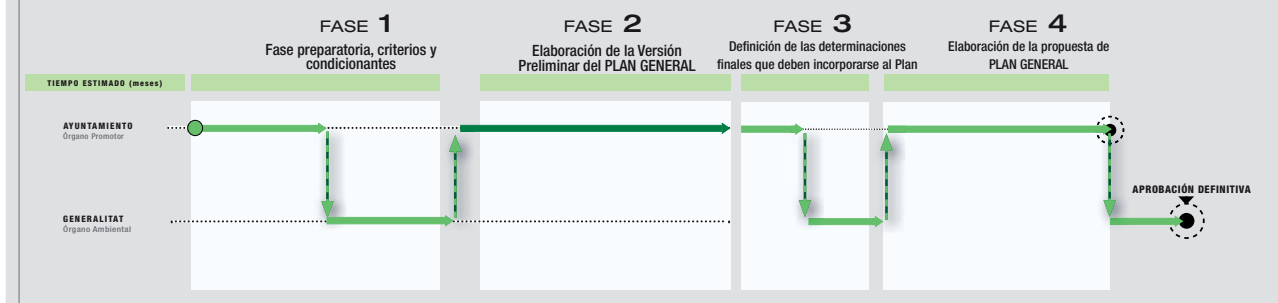 FASE 1
Fase preparatoria, criterios y
condicionantes
FASE 2
Elaboración de la Versión
Preliminar del PLAN GENERAL
FASE 3
Definición de las determinaciones
finales que deben incorporarse al Plan
FASE 4
Elaboración de la propuesta de
PLAN GENERAL
TIEMPO ESTIMADO (meses)
AYUNTAMIENTO
Órgano Promotor
GENERALITAT
Órgano Ambiental
APROBACIÓN DEFINITIVA